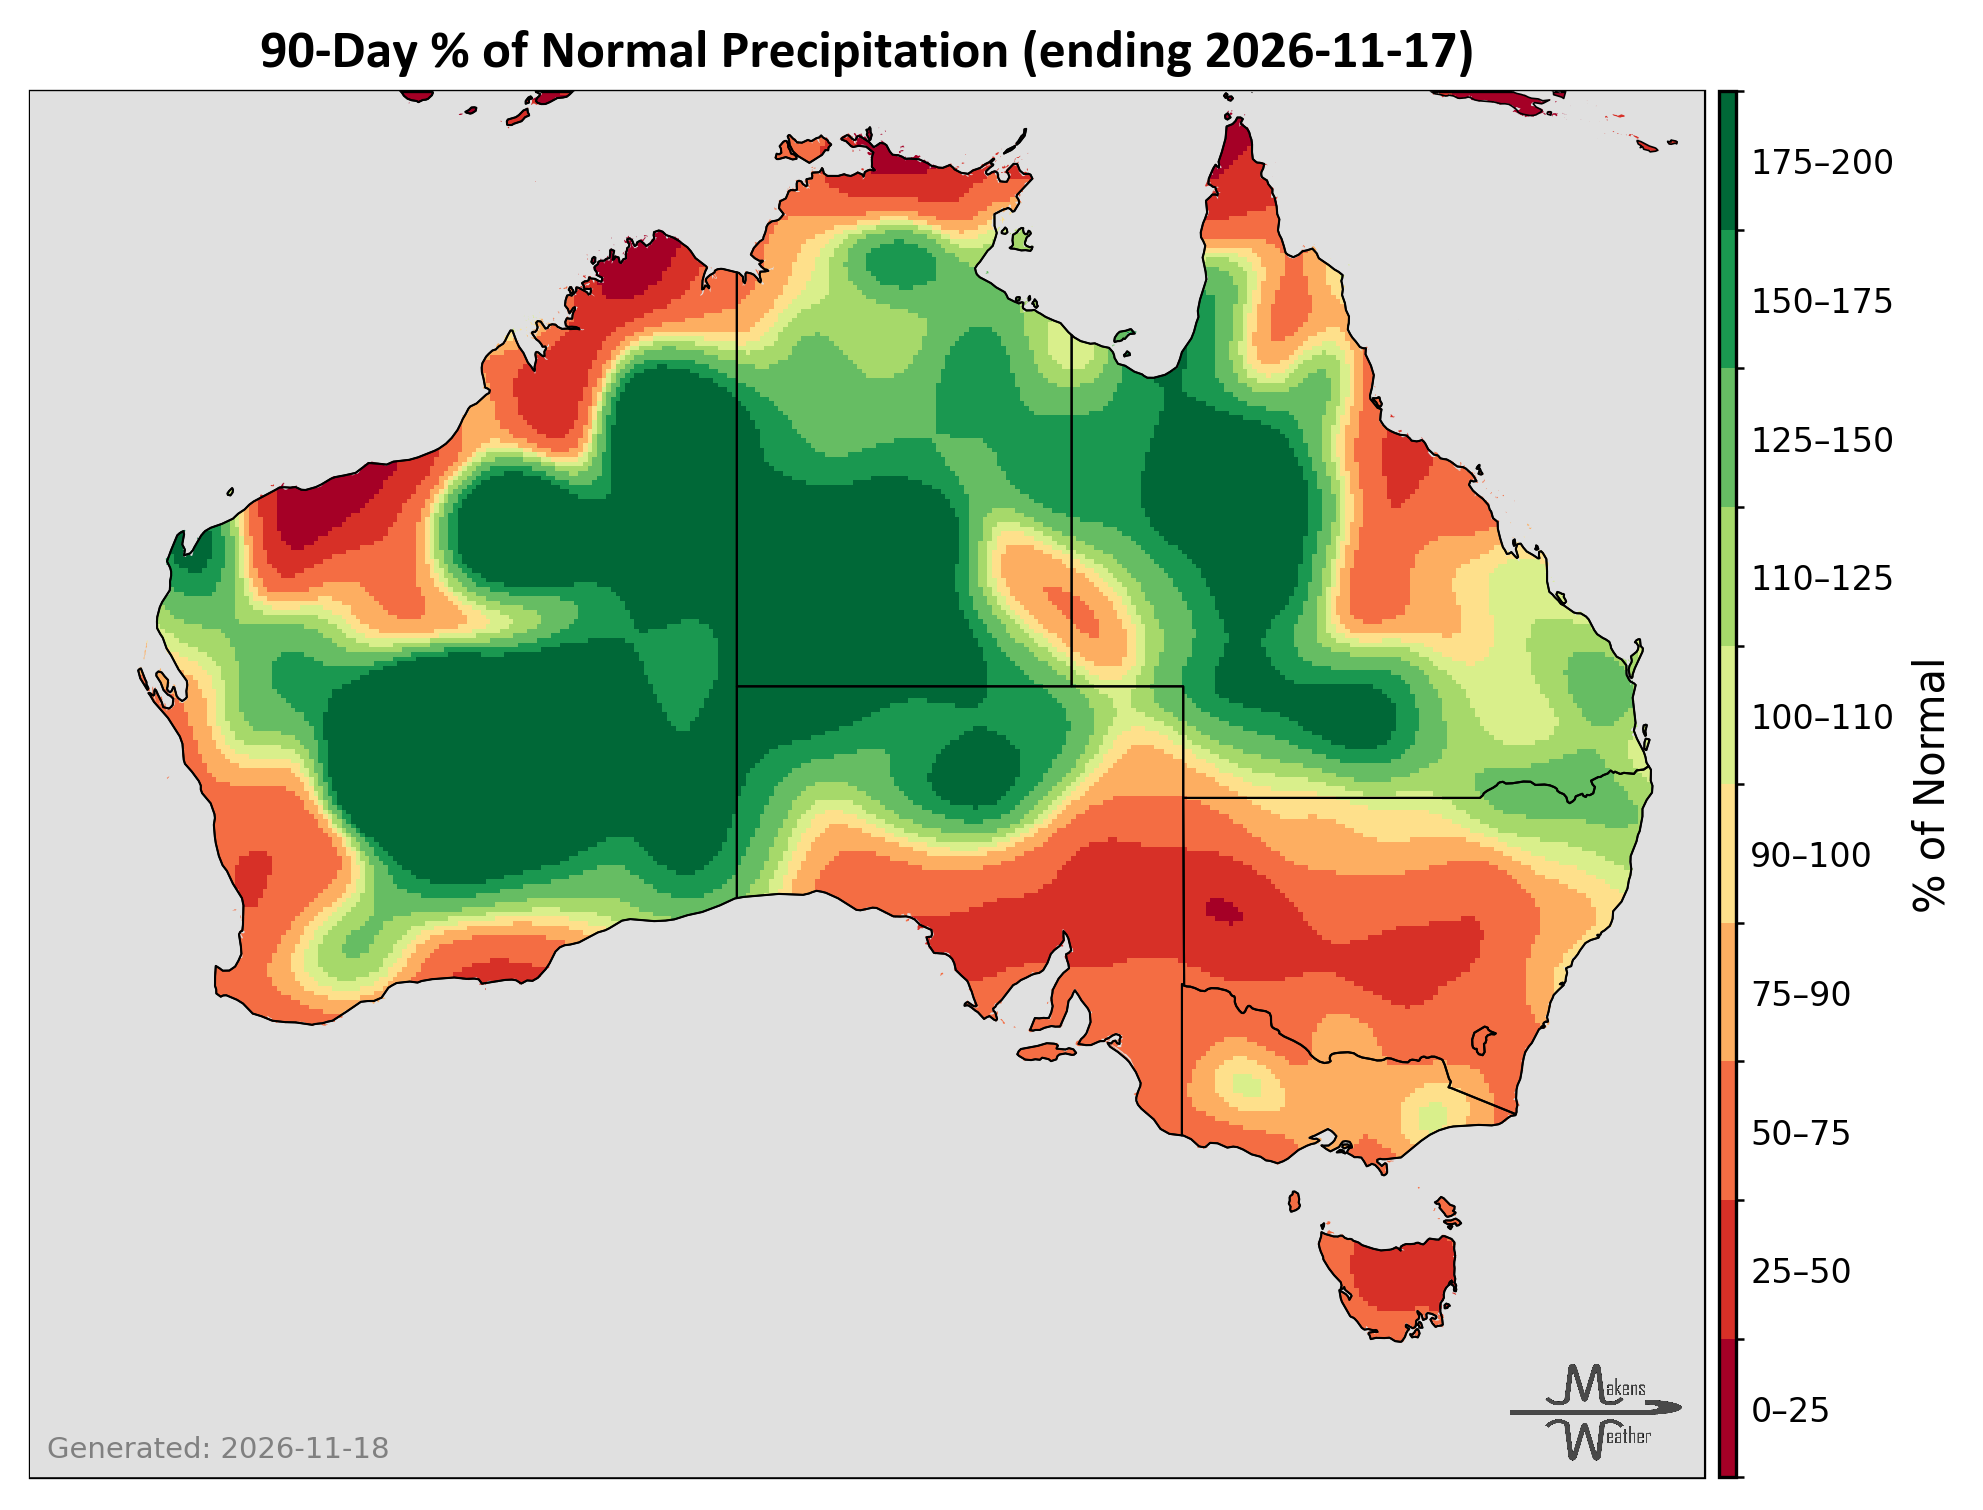 90-Day % of Normal Precipitation (ending 2026-11-17)
175–200
150–175
125–150
110–125
100–110
90–100
75–90
50–75
25–50
0–25
% of Normal
Makens
Weather
Generated: 2026-11-18